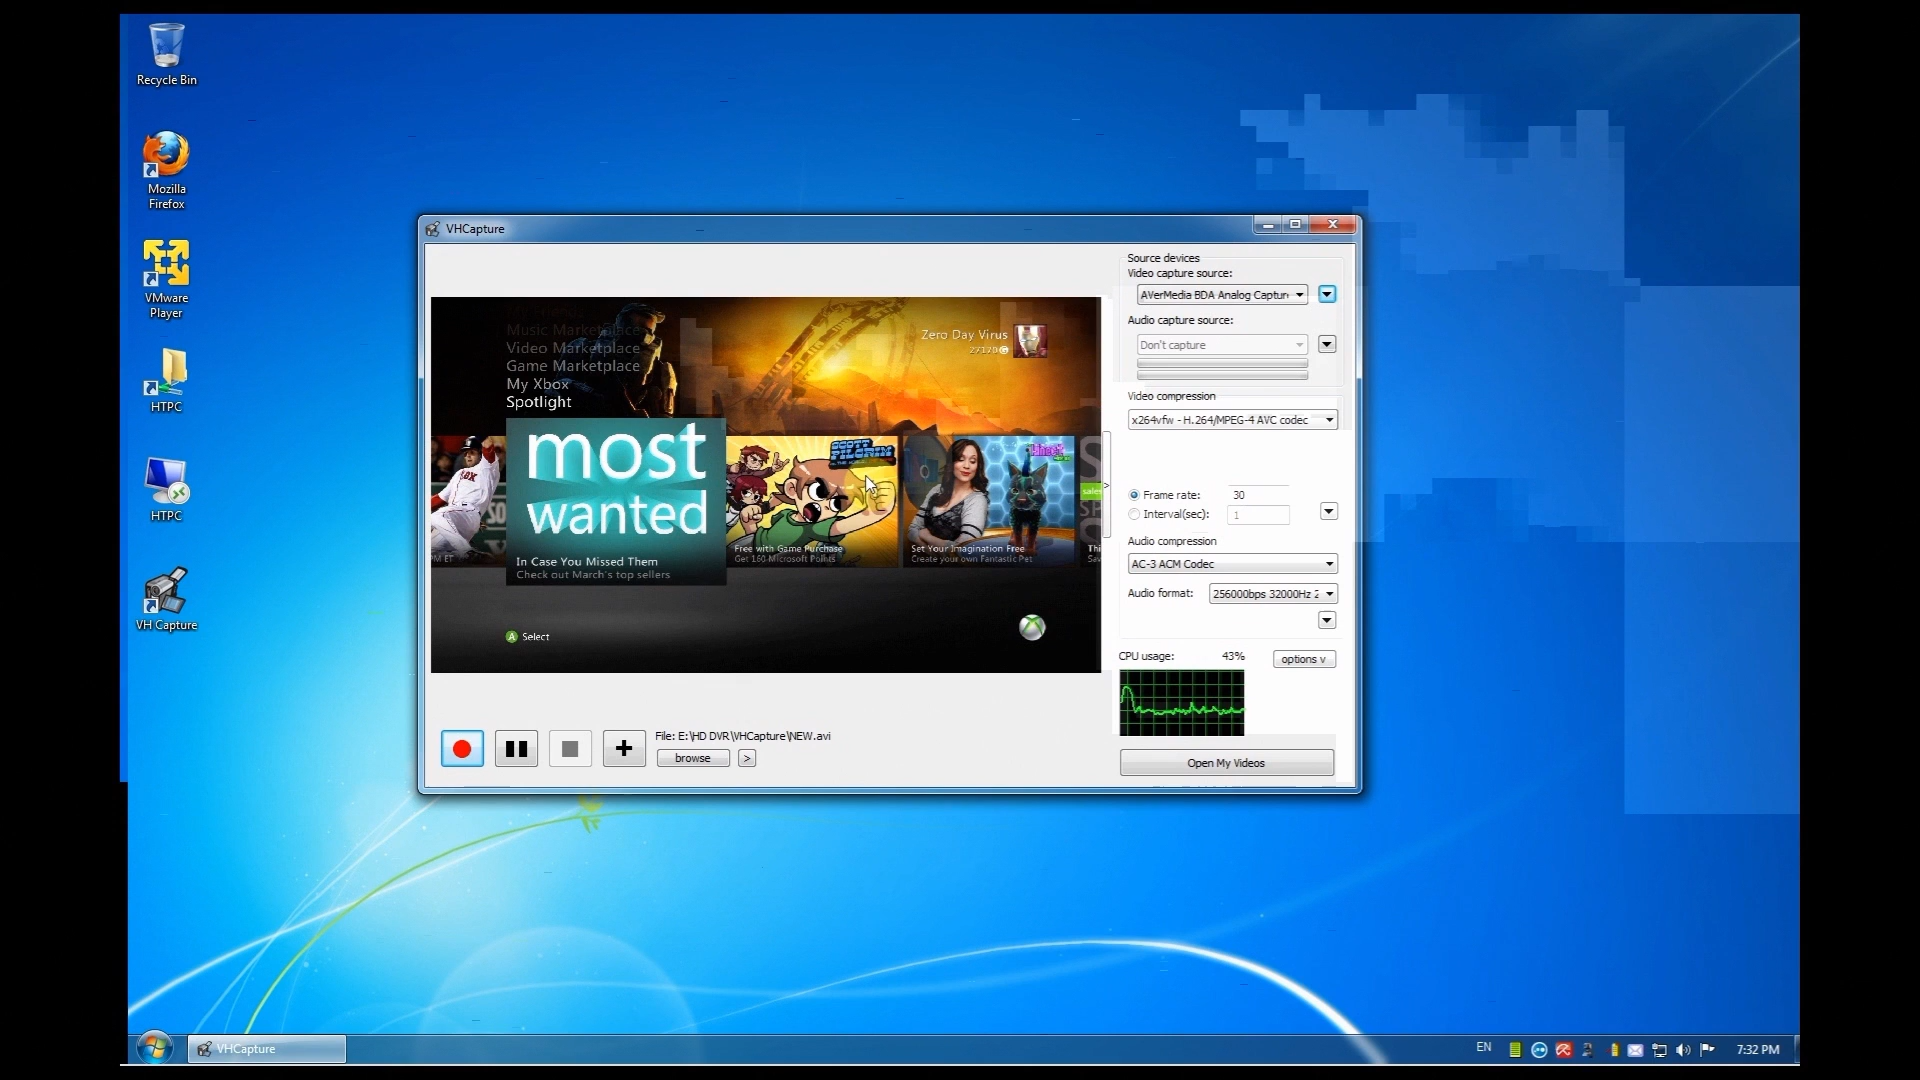 Recycle Bin
Mozilla
Firefox
VMware
Player
HTPC
HTPC
VH Capture
VHCapture
Music Marketplace
Video Marketplace
Game Marketplace
My Xbox
Spotlight
Zero Day Virus
27170 G
most
wanted
In Case You Missed Them
Check out March's top sellers
SCOTT
PILGRIM
Free with Game Purchase
Get 160 Microsoft Points
Set Your Imagination Free
Create your own Fantastic Pet
sales
A Select
Source devices
Video capture source:
AVerMedia BDA Analog Captur
Audio capture source:
Don't capture
Video compression
x264vfw - H.264/MPEG-4 AVC codec
Frame rate: 30
Interval(sec): 1
Audio compression
AC-3 ACM Codec
Audio format: 256000bps 32000Hz 2
CPU usage: 43%
options v
File: E:\HD DVR\VHCapture\NEW.avi
browse >
Open My Videos
VHCapture
EN
7:32 PM